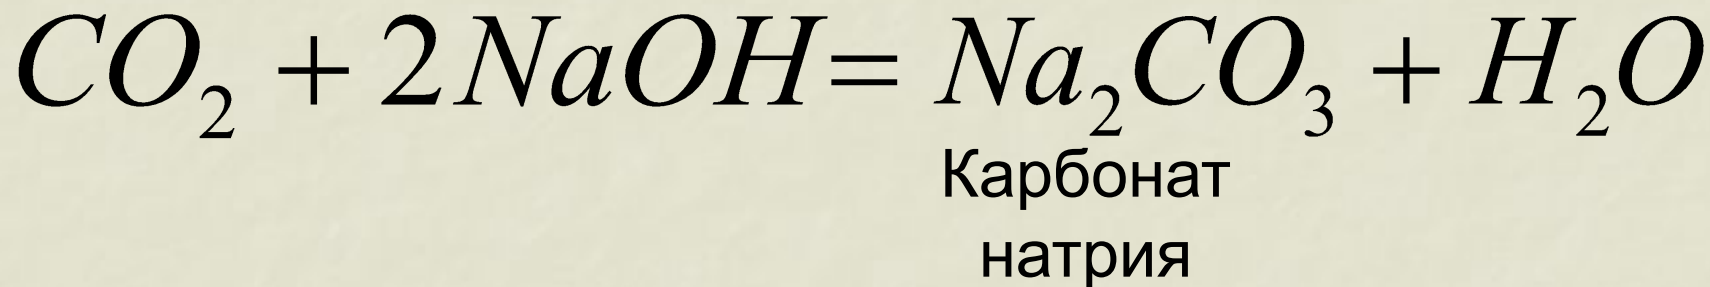 CO₂ + 2NaOH = Na₂CO₃ + H₂O
Карбонат
натрия